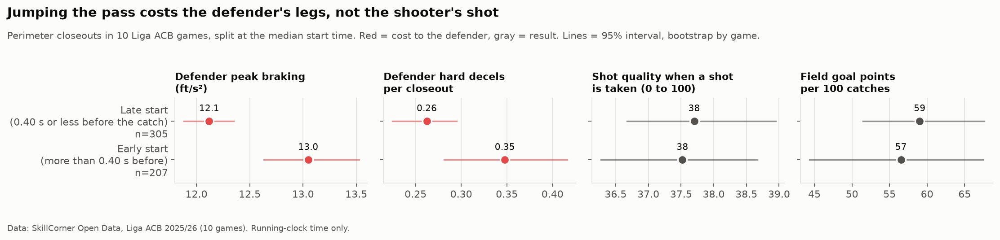 Jumping the pass costs the defender's legs, not the shooter's shot
Perimeter closeouts in 10 Liga ACB games, split at the median start time. Red = cost to the defender, gray = result. Lines = 95% interval, bootstrap by game.
Defender peak braking
(ft/s²)
Defender hard decels
per closeout
Shot quality when a shot
is taken (0 to 100)
Field goal points
per 100 catches
Late start
(0.40 s or less before the catch)
n=305
12.1
0.26
38
59
Early start
(more than 0.40 s before)
n=207
13.0
0.35
38
57
12.0 12.5 13.0 13.5
0.25 0.30 0.35 0.40
36.5 37.0 37.5 38.0 38.5 39.0
45 50 55 60 65
Data: SkillCorner Open Data, Liga ACB 2025/26 (10 games). Running-clock time only.